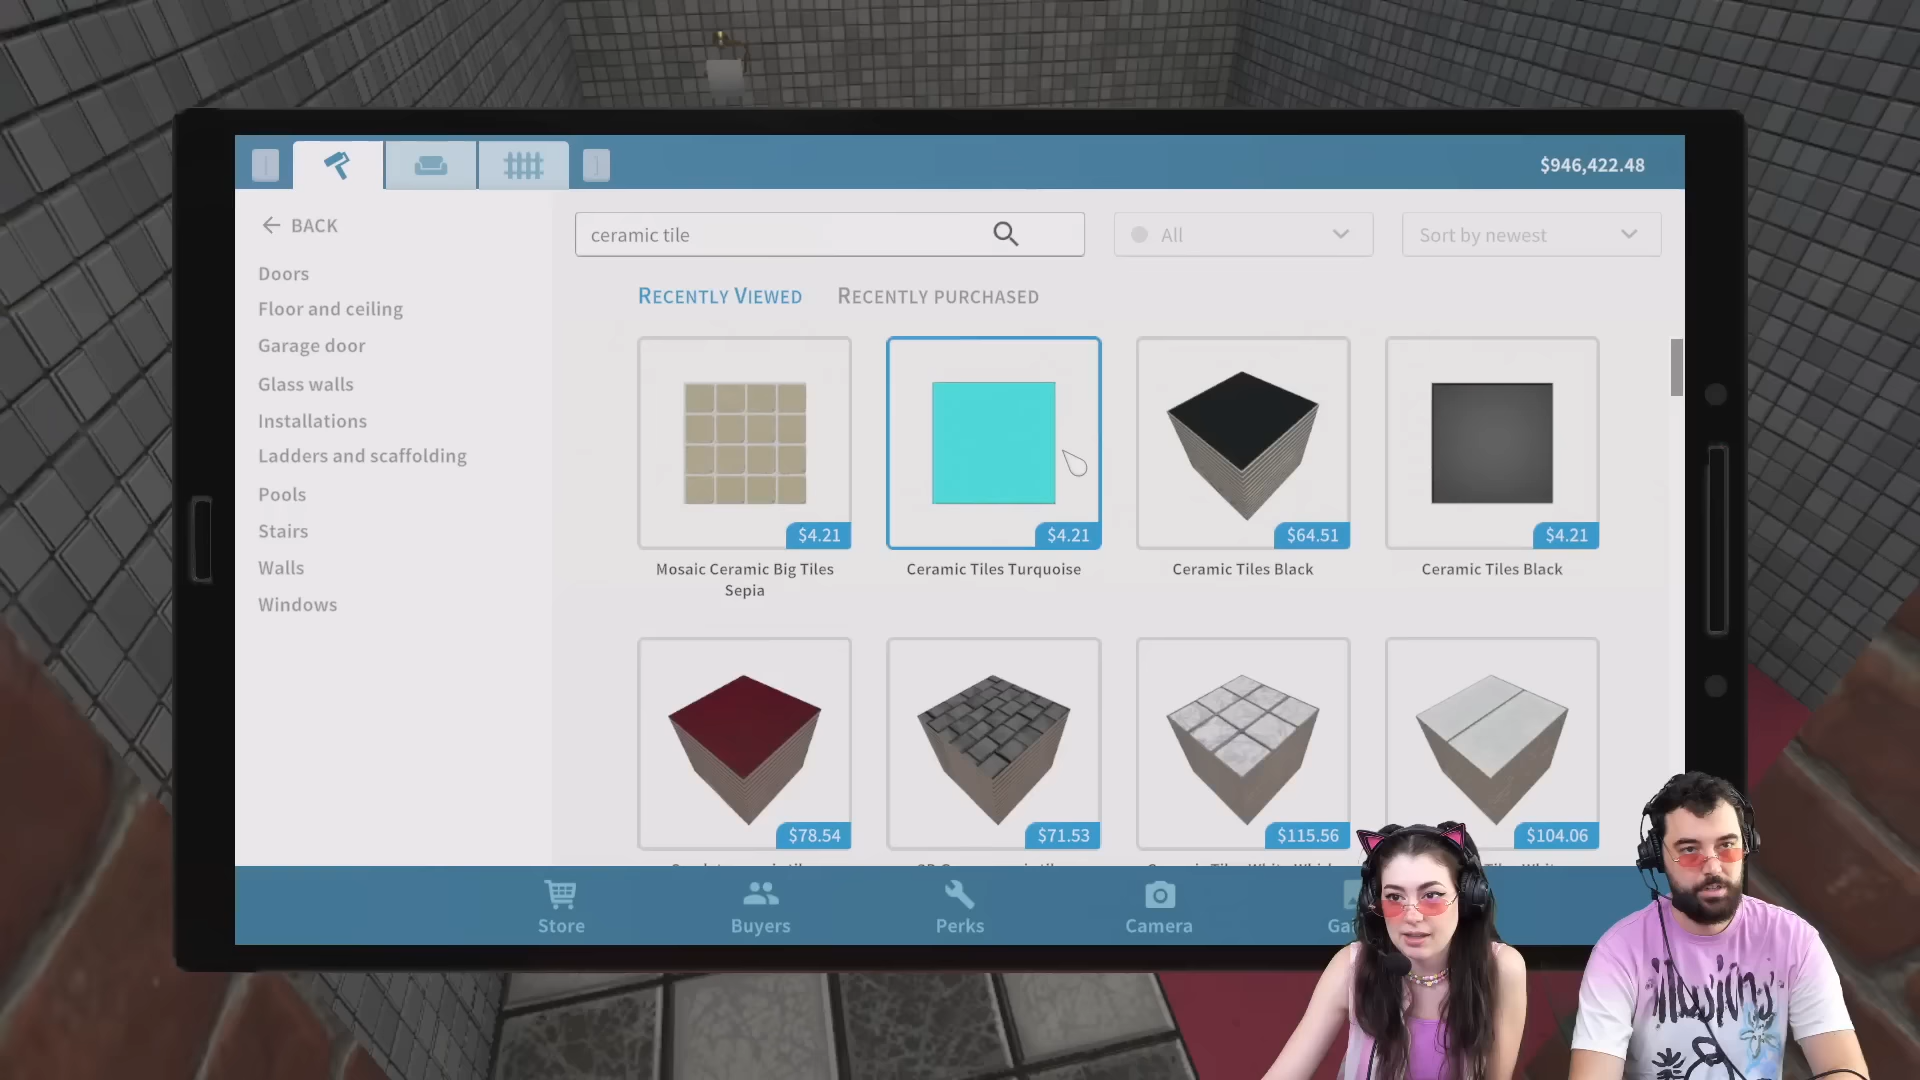 $946,422.48
BACK
ceramic tile
All
Sort by newest
Doors
Floor and ceiling
Garage door
Glass walls
Installations
Ladders and scaffolding
Pools
Stairs
Walls
Windows
RECENTLY VIEWED
RECENTLY PURCHASED
$4.21
$4.21
$64.51
$4.21
Mosaic Ceramic Big Tiles
Sepia
Ceramic Tiles Turquoise
Ceramic Tiles Black
Ceramic Tiles Black
$78.54
$71.53
$115.56
$104.06
Store
Buyers
Perks
Camera
illusions